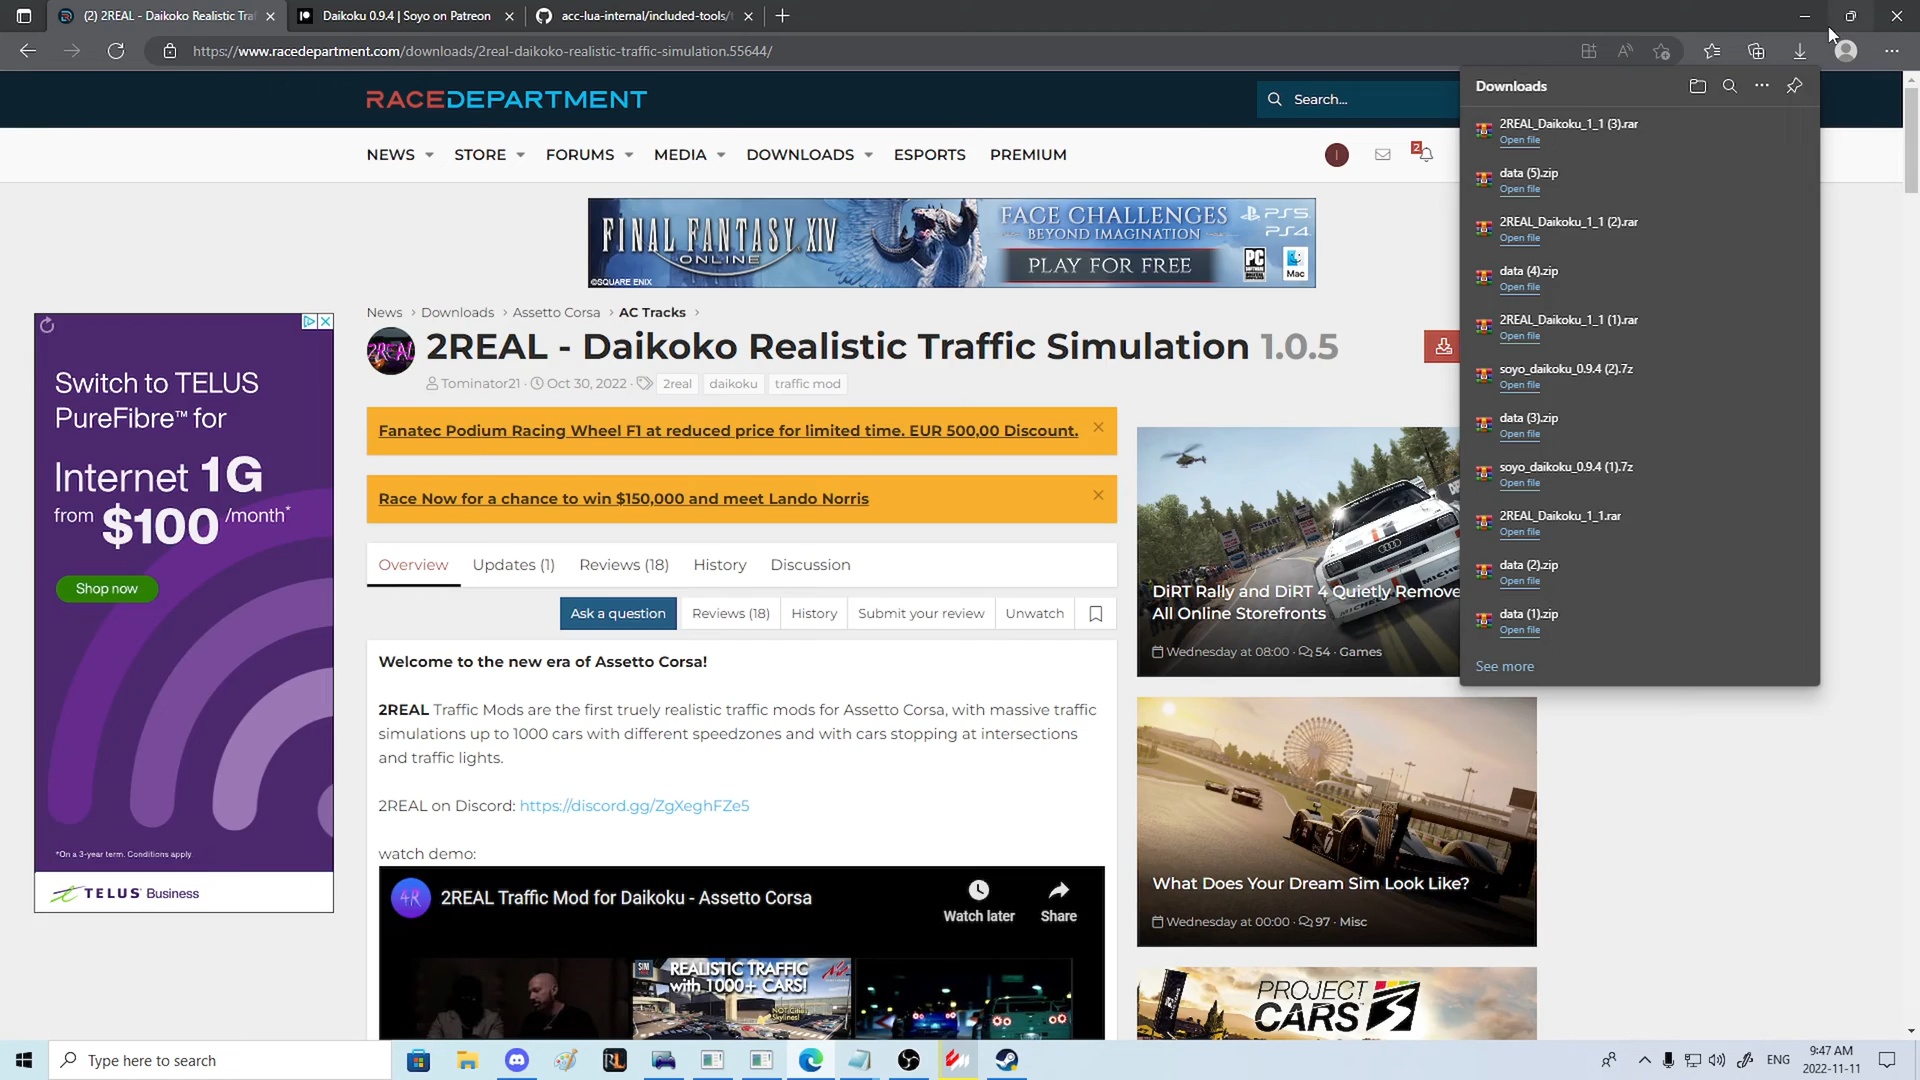 (2) 2REAL - Daikoko Realistic Traf
Daikoku 0.9.4 | Soyo on Patreon
acc-lua-internal/included-tools/t
https://www.racedepartment.com/downloads/2real-daikoko-realistic-traffic-simulation.55644/
RACEDEPARTMENT
Search...
NEWS
STORE
FORUMS
MEDIA
DOWNLOADS
ESPORTS
PREMIUM
I
2
Downloads
2REAL_Daikoku_1_1 (3).rar
Open file
data (5).zip
Open file
2REAL_Daikoku_1_1 (2).rar
Open file
data (4).zip
Open file
2REAL_Daikoku_1_1 (1).rar
Open file
soyo_daikoku_0.9.4 (2).7z
Open file
data (3).zip
Open file
soyo_daikoku_0.9.4 (1).7z
Open file
2REAL_Daikoku_1_1.rar
Open file
data (2).zip
Open file
data (1).zip
Open file
See more
FINAL FANTASY XIV
ONLINE
©SQUARE ENIX
FACE CHALLENGES
BEYOND IMAGINATION
PLAY FOR FREE
PS5
PS4
PC
Mac
Switch to TELUS
PureFibre™ for
Internet 1G
from $100 /month*
Shop now
*On a 3-year term. Conditions apply
TELUS Business
News > Downloads > Assetto Corsa > AC Tracks >
2REAL
2REAL - Daikoko Realistic Traffic Simulation 1.0.5
Tominator21 · Oct 30, 2022 · 2real daikoku traffic mod
Fanatec Podium Racing Wheel F1 at reduced price for limited time. EUR 500,00 Discount.
Race Now for a chance to win $150,000 and meet Lando Norris
Overview
Updates (1)
Reviews (18)
History
Discussion
Ask a question
Reviews (18)
History
Submit your review
Unwatch
Welcome to the new era of Assetto Corsa!
2REAL Traffic Mods are the first truely realistic traffic mods for Assetto Corsa, with massive traffic
simulations up to 1000 cars with different speedzones and with cars stopping at intersections
and traffic lights.
2REAL on Discord: https://discord.gg/ZgXeghFZe5
watch demo:
4R
2REAL Traffic Mod for Daikoku - Assetto Corsa
Watch later
Share
REALISTIC TRAFFIC
with 1000+ CARS!
DiRT Rally and DiRT 4 Quietly Remove
All Online Storefronts
Wednesday at 08:00 · 54 · Games
What Does Your Dream Sim Look Like?
Wednesday at 00:00 · 97 · Misc
PROJECT
CARS 3
Type here to search
ENG
9:47 AM
2022-11-11